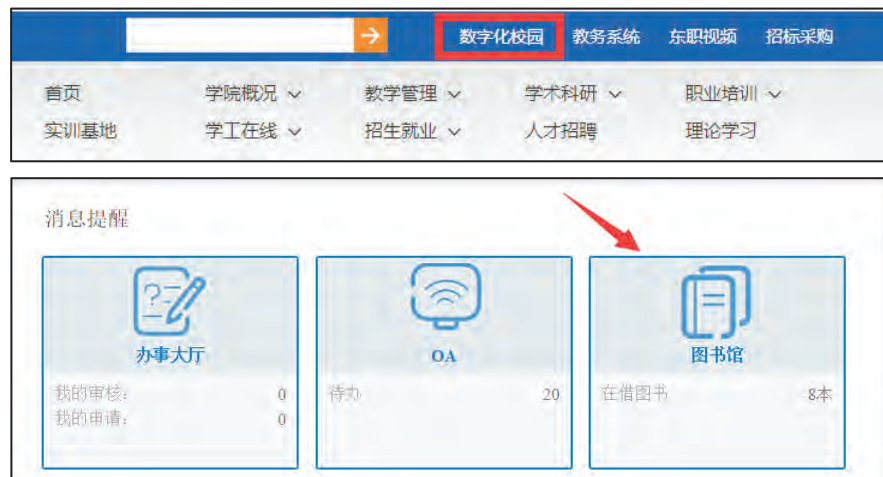 数字化校园 教务系统 东职视频 招标采购
首页 学院概况 教学管理 学术科研 职业培训
实训基地 学工在线 招生就业 人才招聘 理论学习
消息提醒
办事大厅 OA 图书馆
我的审核: 0 待办 20 在借图书 8本
我的申请: 0